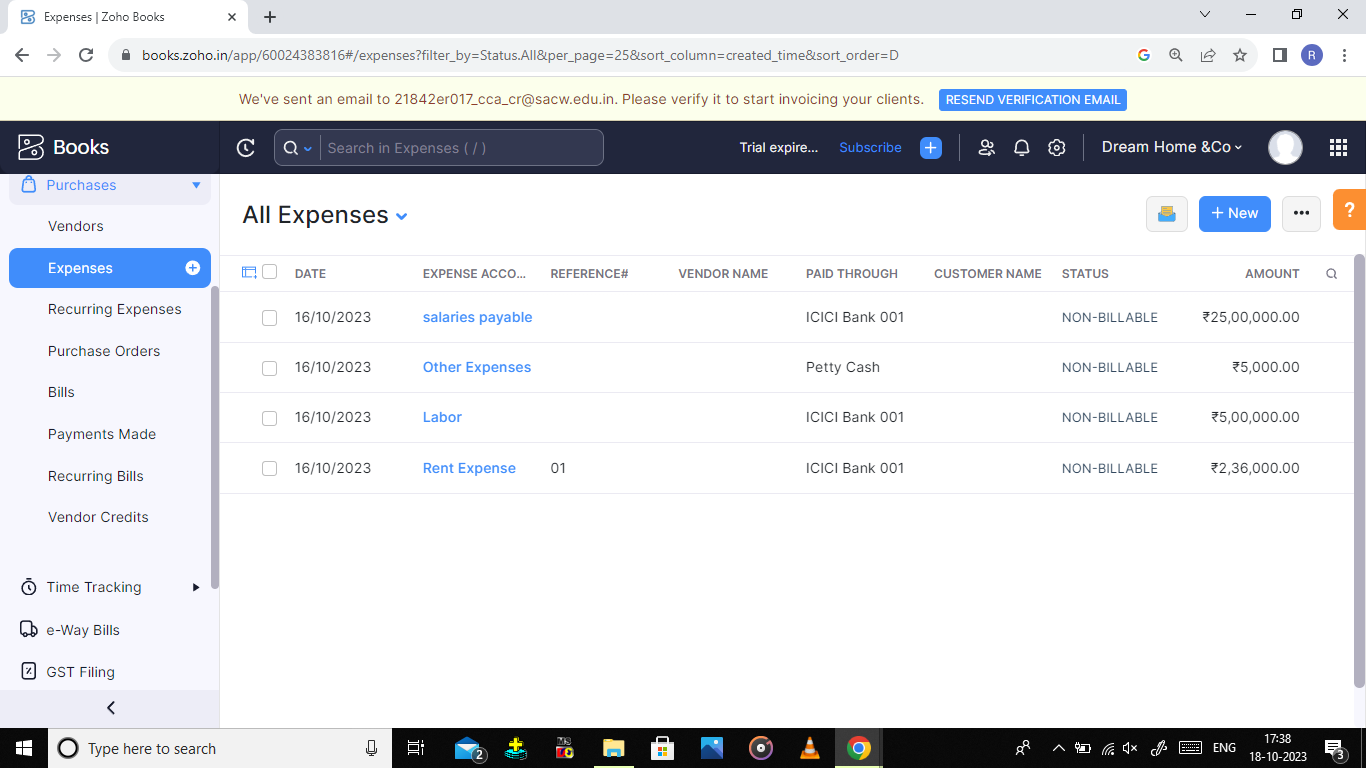 Expenses | Zoho Books
books.zoho.in/app/60024383816#/expenses?filter_by=Status.All&per_page=25&sort_column=created_time&sort_order=D
R
We've sent an email to 21842er017_cca_cr@sacw.edu.in. Please verify it to start invoicing your clients. RESEND VERIFICATION EMAIL
Books
Search in Expenses ( / )
Trial expire... Subscribe
Dream Home &Co
Purchases
Vendors
Expenses
Recurring Expenses
Purchase Orders
Bills
Payments Made
Recurring Bills
Vendor Credits
Time Tracking
e-Way Bills
GST Filing
All Expenses
+ New
?
DATE EXPENSE ACCO... REFERENCE# VENDOR NAME PAID THROUGH CUSTOMER NAME STATUS AMOUNT
16/10/2023 salaries payable ICICI Bank 001 NON-BILLABLE ₹25,00,000.00
16/10/2023 Other Expenses Petty Cash NON-BILLABLE ₹5,000.00
16/10/2023 Labor ICICI Bank 001 NON-BILLABLE ₹5,00,000.00
16/10/2023 Rent Expense 01 ICICI Bank 001 NON-BILLABLE ₹2,36,000.00
Type here to search
2
ENG
17:38
18-10-2023
3